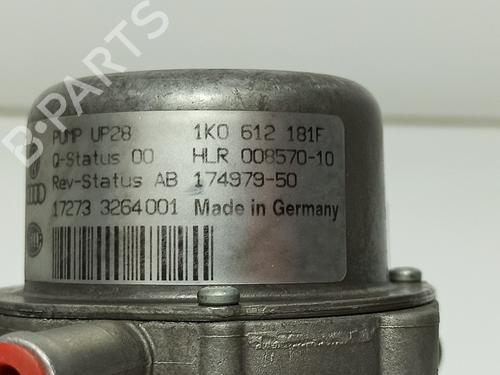 PUMP UP28 1K0 612 181F
Q-Status 00 HLR 008570-10
Rev-Status AB 174979-50
17273 3264001 Made in Germany
B-PARTS